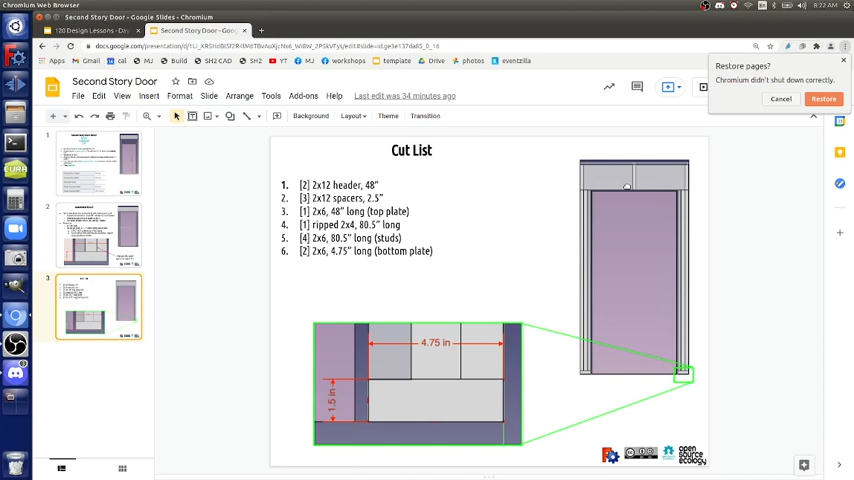 Chromium Web Browser
8:22 AM
Second Story Door - Google Slides - Chromium
120 Design Lessons - Day
Second Story Door - Google Slides
Restore pages?
Chromium didn't shut down correctly.
Cancel
Restore
Apps
Gmail
cal
Build
SH2 CAD
SH2
YT
MJ
workshops
template
Drive
photos
eventzilla
Second Story Door
File
Edit
View
Insert
Format
Slide
Arrange
Tools
Add-ons
Help
Last edit was 34 minutes ago
Background
Layout
Theme
Transition
1
2
3
Cut List
1. [2] 2x12 header, 48”
2. [3] 2x12 spacers, 2.5”
3. [1] 2x6, 48” long (top plate)
4. [1] ripped 2x4, 80.5” long
5. [4] 2x6, 80.5” long (studs)
6. [2] 2x6, 4.75” long (bottom plate)
4.75 in
1.5 in
open
source
ecology